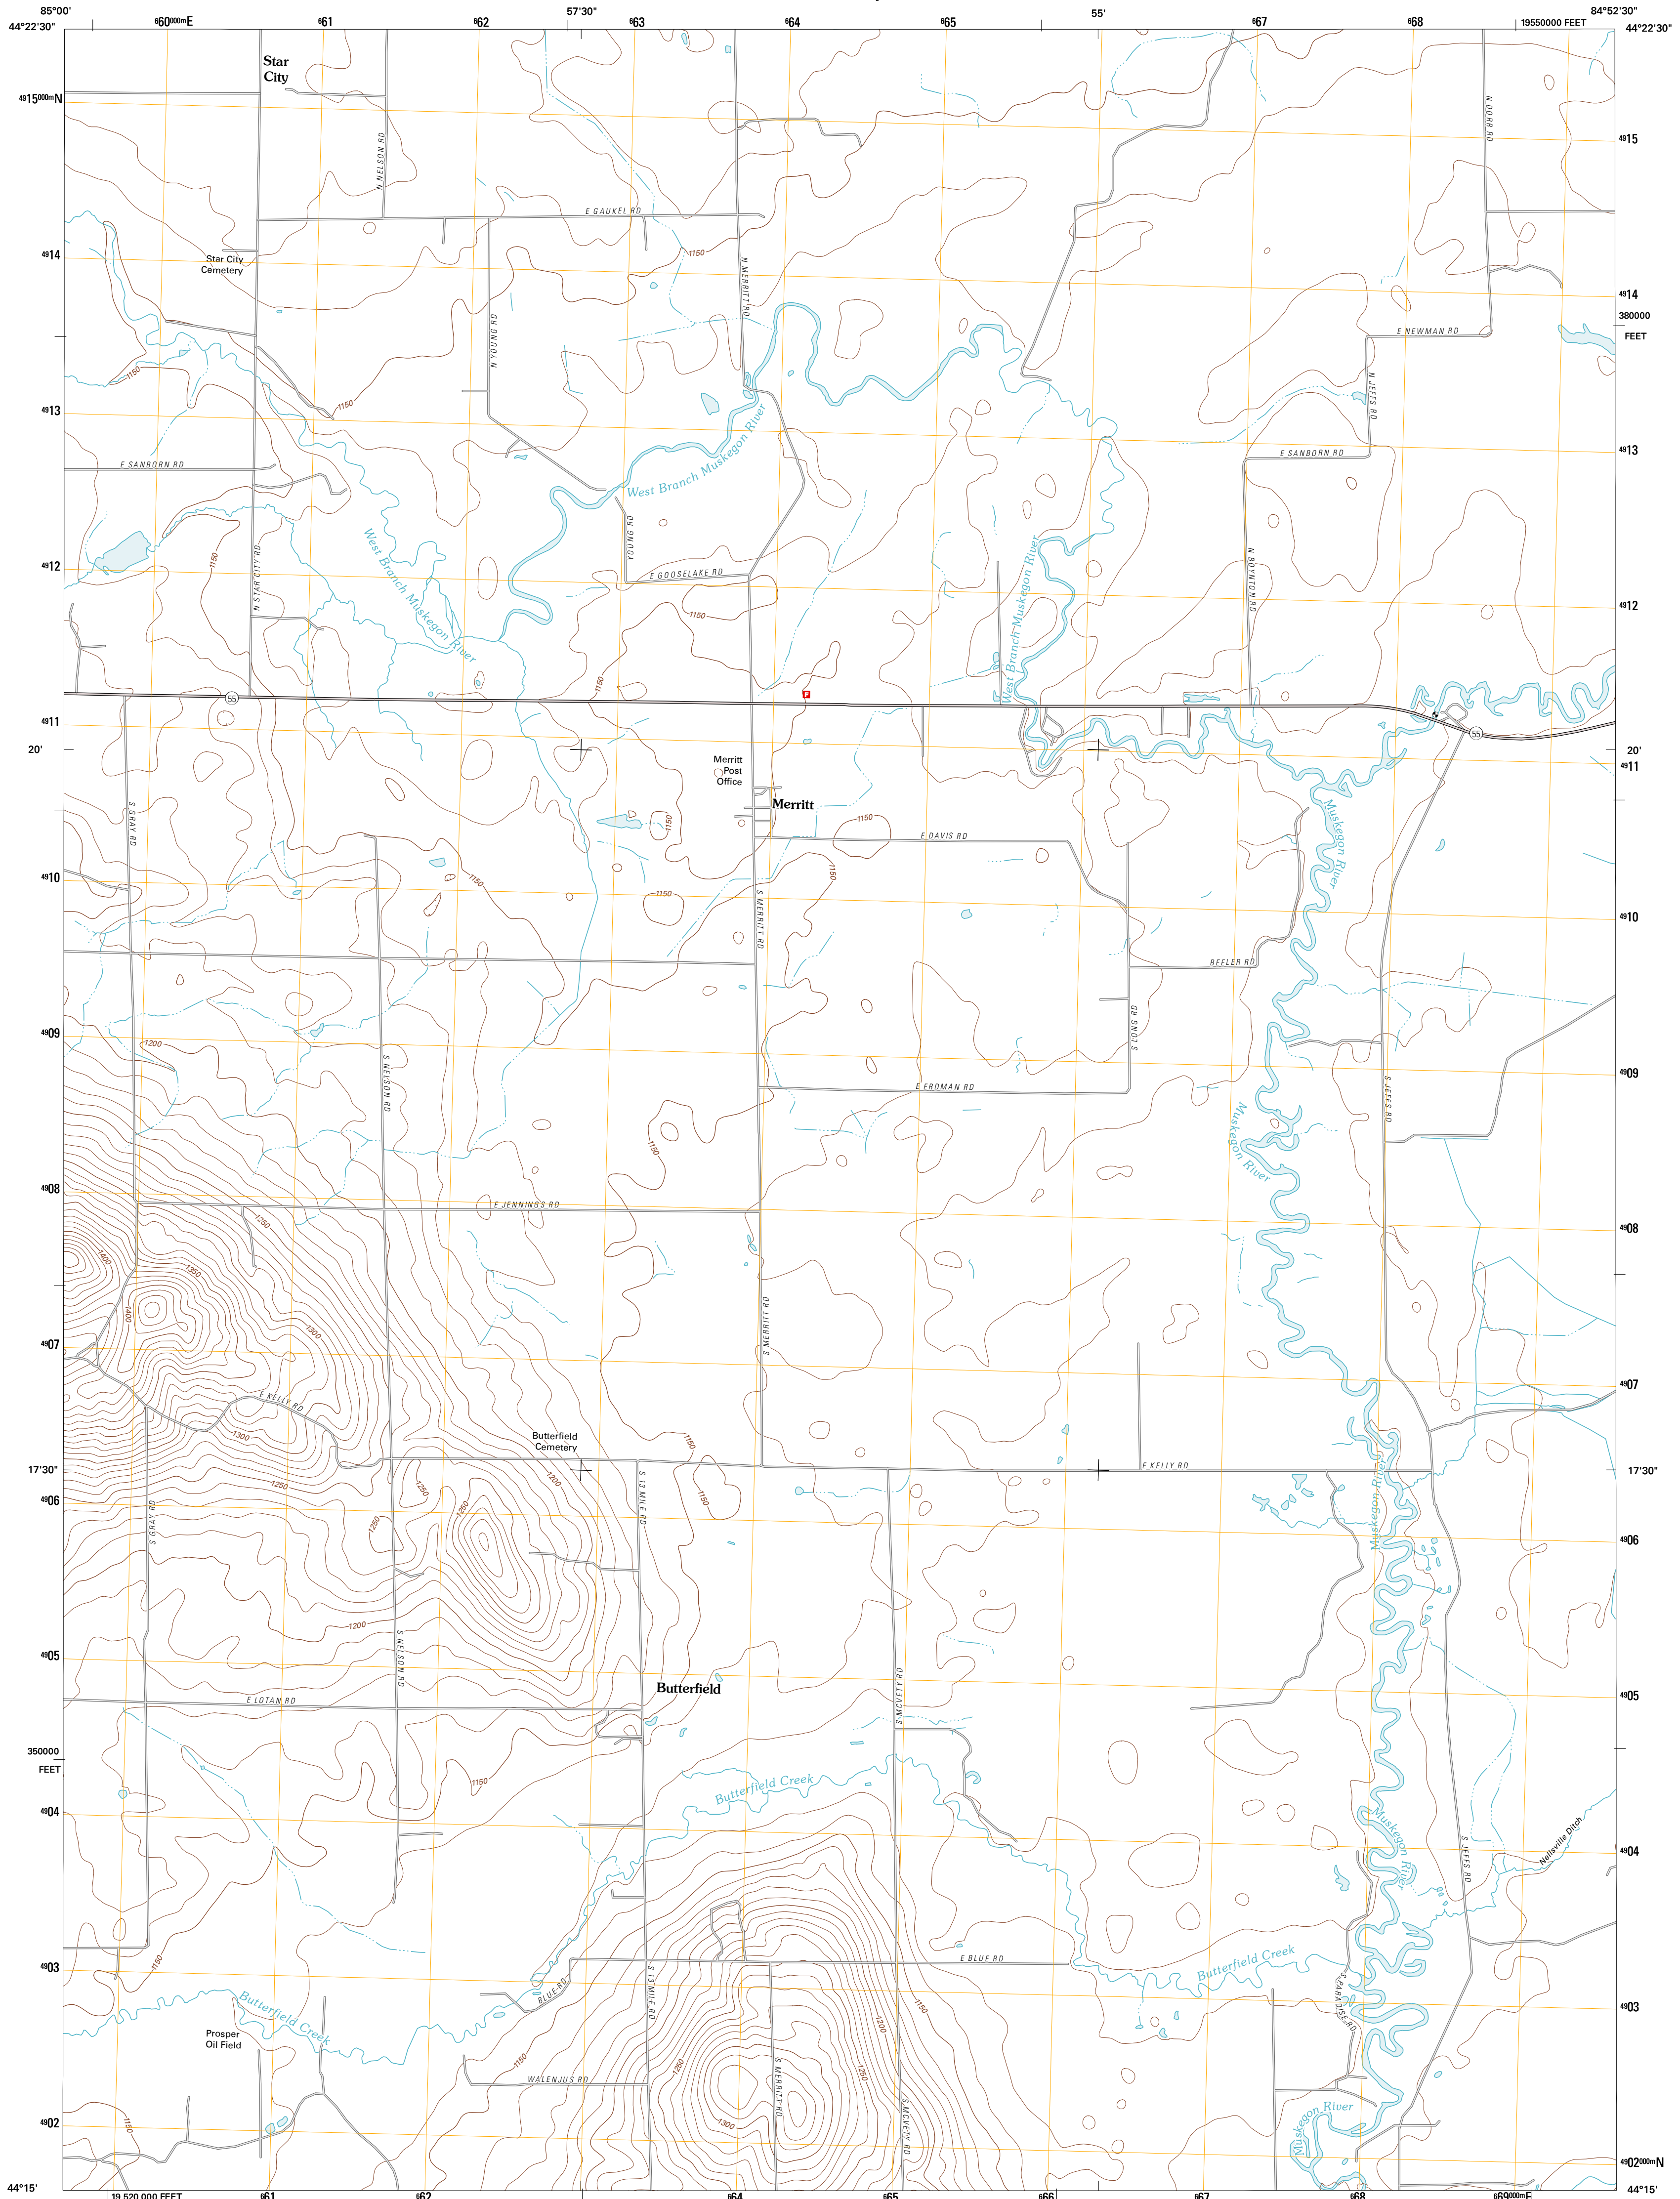 85°00'
⁶60⁰⁰⁰ᵐE
⁶61
⁶62
57'30"
⁶63
⁶64
⁶65
55'
⁶67
⁶68
19550000 FEET
84°52'30"
44°22'30"
44°22'30"
Star
City
⁴⁹15⁰⁰⁰ᵐN
N NELSON RD
N DORR RD
⁴⁹15
E GAUKEL RD
1150
Star City
Cemetery
⁴⁹14
N MERRITT RD
⁴⁹14
380000
FEET
N YOUNG RD
E NEWMAN RD
1150
1150
N JEFFS RD
⁴⁹13
West Branch Muskegon River
⁴⁹13
E SANBORN RD
E SANBORN RD
YOUNG RD
West Branch Muskegon River
West Branch Muskegon River
1150
N STAR CITY RD
⁴⁹12
E GOOSELAKE RD
N BOYNTON RD
⁴⁹12
1150
1150
F
55
55
⁴⁹11
20'
20'
⁴⁹11
Merritt
Post
Office
Merritt
S GRAY RD
1150
1150
E DAVIS RD
Muskegon River
⁴⁹10
1150
1150
1150
S MERRITT RD
⁴⁹10
BEELER RD
S LONG RD
⁴⁹09
1200
S NELSON RD
⁴⁹09
E ERDMAN RD
S JEFFS RD
1150
Muskegon River
⁴⁹08
E JENNINGS RD
1250
⁴⁹08
1400
1350
1400
1300
S MERRITT RD
⁴⁹07
⁴⁹07
E KELLY RD
1300
Butterfield
Cemetery
1150
17'30"
E KELLY RD
17'30"
1250
1250
1200
1150
⁴⁹06
S GRAY RD
1250
1250
S 13 MILE RD
Muskegon River
⁴⁹06
1200
S NELSON RD
⁴⁹05
E LOTAN RD
Butterfield
S MCVETY RD
⁴⁹05
350000
FEET
1150
Butterfield Creek
⁴⁹04
Muskegon River
S JEFFS RD
Nellsville Ditch
⁴⁹04
1150
⁴⁹03
E BLUE RD
Butterfield Creek
BLUE RD
S 13 MILE RD
S PARADISE RD
⁴⁹03
Butterfield Creek
1150
1200
Prosper
Oil Field
1150
1250
1250
WALENJUS RD
S MERRITT RD
1300
S MCVETY RD
Muskegon River
⁴⁹02
1150
⁴⁹02⁰⁰⁰ᵐN
44°15'
44°15'
19 520 000 FEET
⁶61
⁶62
⁶64
⁶65
⁶66
⁶67
⁶68
⁶69⁰⁰⁰ᵐE